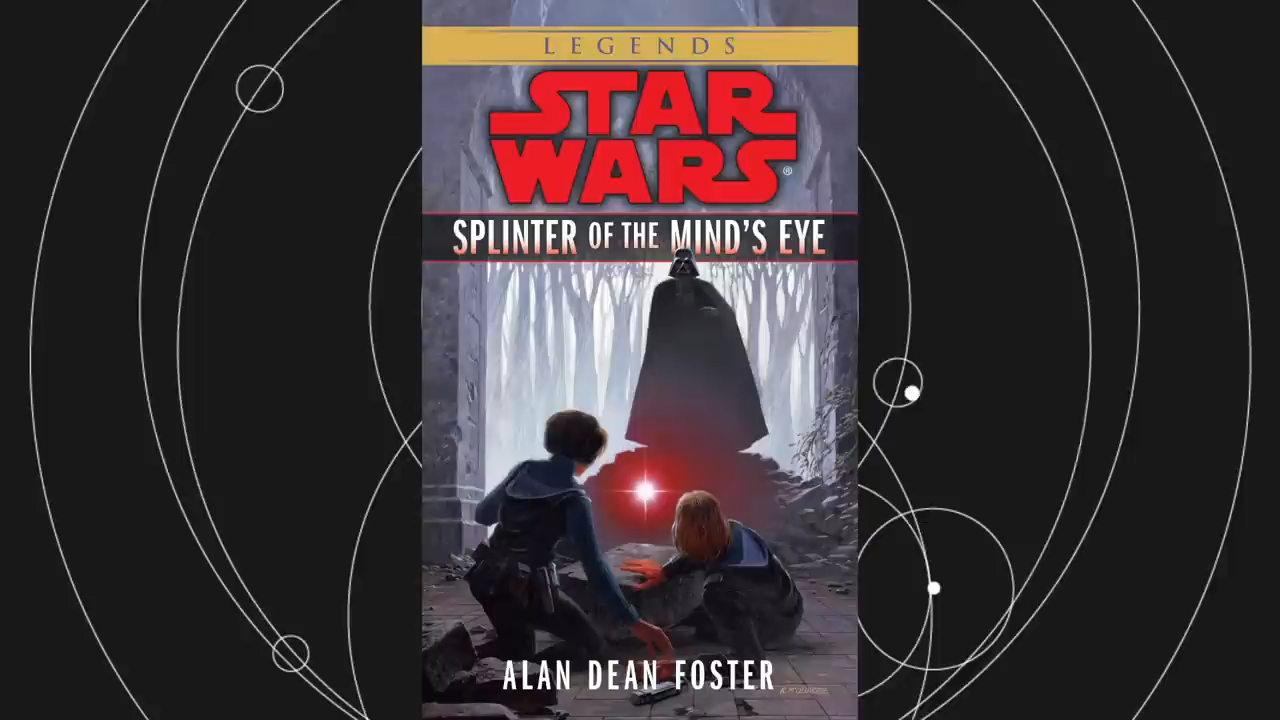 LEGENDS
STAR
WARS®
SPLINTER OF THE MIND'S EYE
ALAN DEAN FOSTER